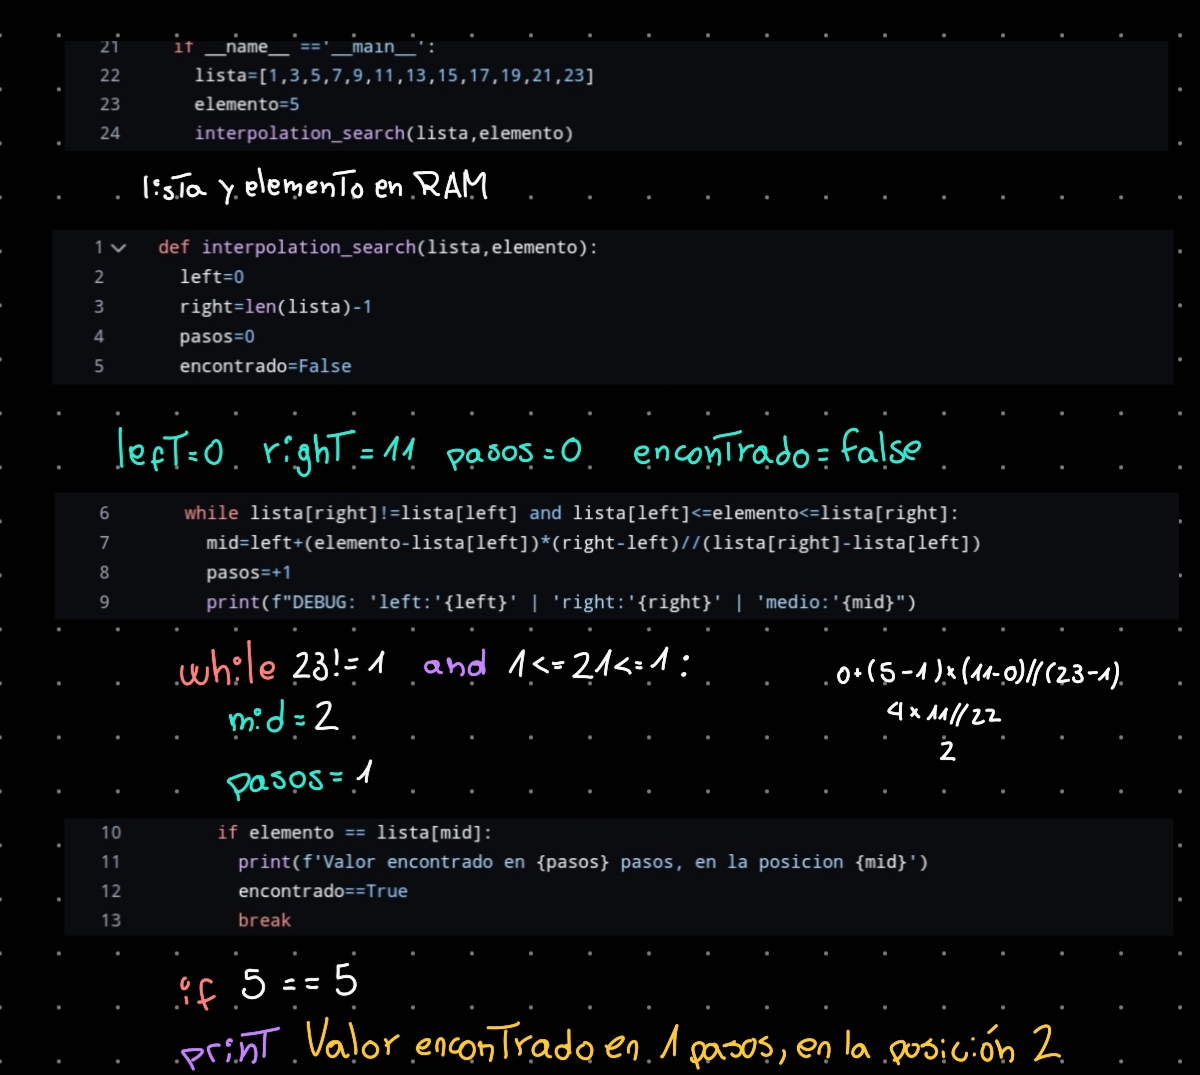 21 if __name__ =='__main__':
22 lista=[1,3,5,7,9,11,13,15,17,19,21,23]
23 elemento=5
24 interpolation_search(lista,elemento)
lista y elemento en RAM
1 def interpolation_search(lista,elemento):
2 left=0
3 right=len(lista)-1
4 pasos=0
5 encontrado=False
left=0 right=11 pasos=0 encontrado=false
6 while lista[right]!=lista[left] and lista[left]<=elemento<=lista[right]:
7 mid=left+(elemento-lista[left])*(right-left)//(lista[right]-lista[left])
8 pasos=+1
9 print(f"DEBUG: 'left:'{left}' | 'right:'{right}' | 'medio:'{mid}")
while 23!=1 and 1<=21<=1:
0+(5-1)x(11-0)//(23-1)
mid=2
4x11//22
2
pasos=1
10 if elemento == lista[mid]:
11 print(f'Valor encontrado en {pasos} pasos, en la posicion {mid}')
12 encontrado==True
13 break
if 5==5
print Valor encontrado en 1 pasos, en la posición 2